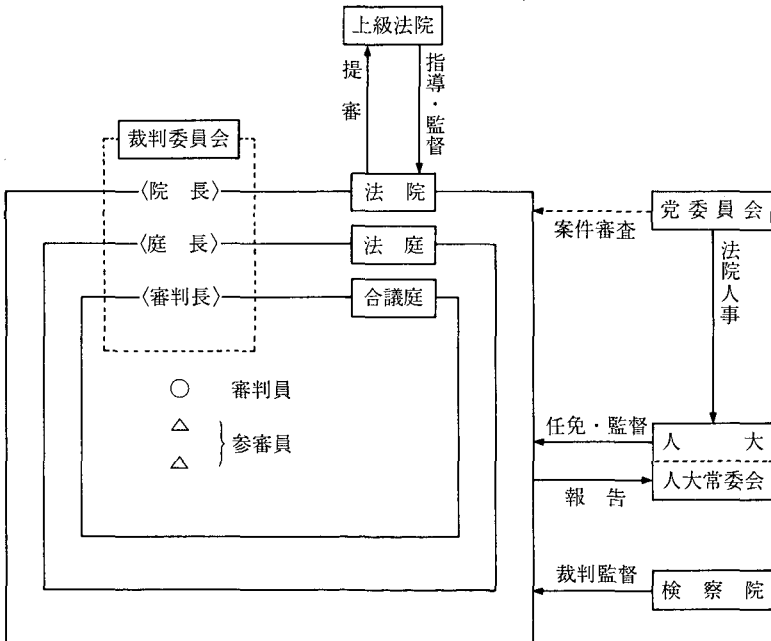 上級法院
提審
指導・監督
裁判委員会
〈院長〉
法院
党委員会
案件審査
〈庭長〉
法庭
法院人事
〈審判長〉
合議庭
○ 審判員
△
△
}参審員
任免・監督
人大
人大常委会
報告
裁判監督
検察院